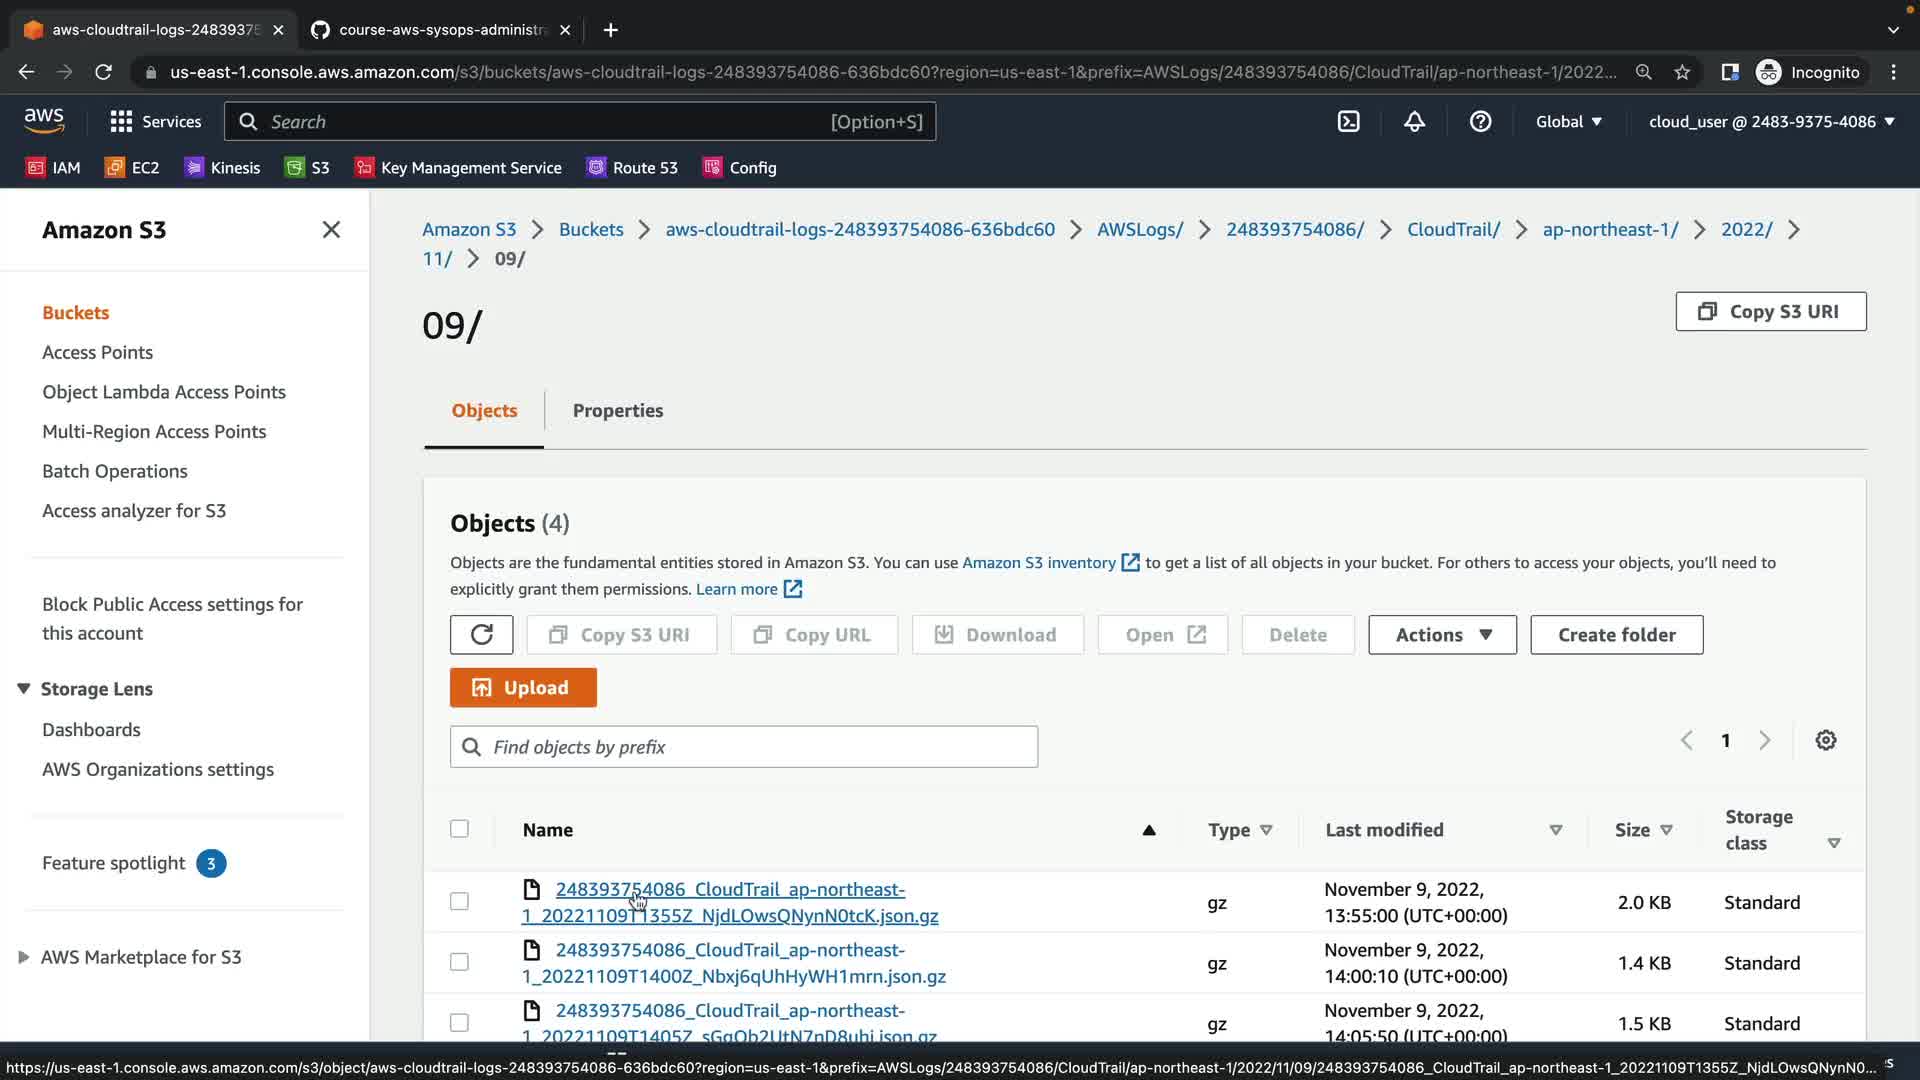 aws-cloudtrail-logs-24839375
course-aws-sysops-administr
us-east-1.console.aws.amazon.com/s3/buckets/aws-cloudtrail-logs-248393754086-636bdc60?region=us-east-1&prefix=AWSLogs/248393754086/CloudTrail/ap-northeast-1/2022...
Incognito
aws
Services
Search
[Option+S]
Global
cloud_user @ 2483-9375-4086
IAM
EC2
Kinesis
S3
Key Management Service
Route 53
Config
Amazon S3
Buckets
Access Points
Object Lambda Access Points
Multi-Region Access Points
Batch Operations
Access analyzer for S3
Block Public Access settings for
this account
Storage Lens
Dashboards
AWS Organizations settings
Feature spotlight 3
AWS Marketplace for S3
Amazon S3 > Buckets > aws-cloudtrail-logs-248393754086-636bdc60 > AWSLogs/ > 248393754086/ > CloudTrail/ > ap-northeast-1/ > 2022/ >
11/ > 09/
09/
Copy S3 URI
Objects
Properties
Objects (4)
Objects are the fundamental entities stored in Amazon S3. You can use Amazon S3 inventory to get a list of all objects in your bucket. For others to access your objects, you'll need to
explicitly grant them permissions. Learn more
Copy S3 URI
Copy URL
Download
Open
Delete
Actions
Create folder
Upload
Find objects by prefix
1
Name
Type
Last modified
Size
Storage
class
248393754086_CloudTrail_ap-northeast-
1_20221109T1355Z_NjdLOwsQNynN0tcK.json.gz
gz
November 9, 2022,
13:55:00 (UTC+00:00)
2.0 KB
Standard
248393754086_CloudTrail_ap-northeast-
1_20221109T1400Z_Nbxj6qUhHyWH1mrn.json.gz
gz
November 9, 2022,
14:00:10 (UTC+00:00)
1.4 KB
Standard
248393754086_CloudTrail_ap-northeast-
1_20221109T1405Z_sGgOb2UtN7nD8uhi.json.gz
gz
November 9, 2022,
14:05:50 (UTC+00:00)
1.5 KB
Standard
https://us-east-1.console.aws.amazon.com/s3/object/aws-cloudtrail-logs-248393754086-636bdc60?region=us-east-1&prefix=AWSLogs/248393754086/CloudTrail/ap-northeast-1/2022/11/09/248393754086_CloudTrail_ap-northeast-1_20221109T1355Z_NjdLOwsQNynN0...